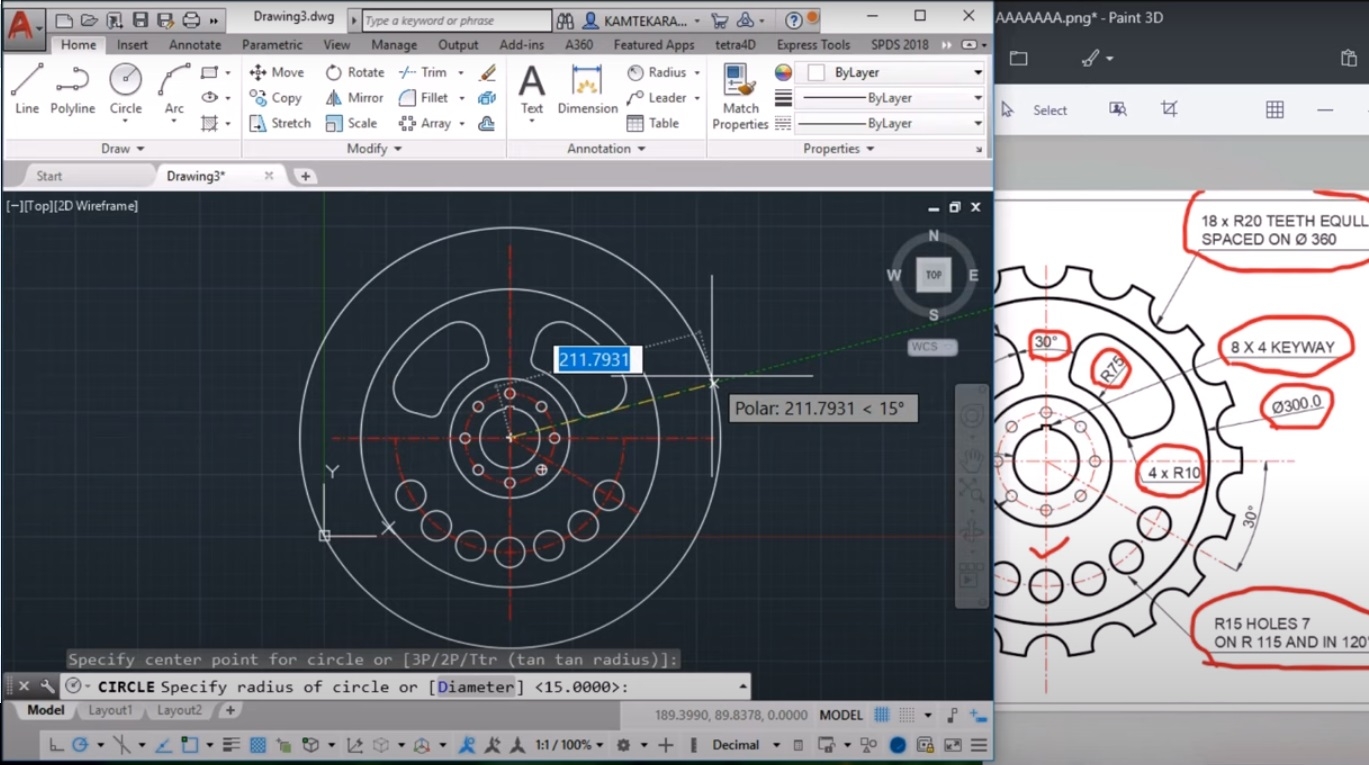 Drawing3.dwg
Type a keyword or phrase
KAMTEKARA...
AAAAAAA.png* - Paint 3D
Home Insert Annotate Parametric View Manage Output Add-ins A360 Featured Apps tetra4D Express Tools SPDS 2018
Line Polyline Circle Arc
Move Rotate Trim
Copy Mirror Fillet
Stretch Scale Array
Text Dimension
Radius
Leader
Table
Match
Properties
ByLayer
ByLayer
ByLayer
Draw Modify Annotation Properties
Select
Start Drawing3*
[−][Top][2D Wireframe]
N
W TOP E
S
WCS
211.7931
Polar: 211.7931 < 15°
Y
X
18 x R20 TEETH EQULL
SPACED ON Ø 360
30°
R75
8 X 4 KEYWAY
Ø300.0
4 x R10
30°
R15 HOLES 7
ON R 115 AND IN 120°
Specify center point for circle or [3P/2P/Ttr (tan tan radius)]:
CIRCLE Specify radius of circle or [Diameter] <15.0000>:
Model Layout1 Layout2 +
189.3990, 89.8378, 0.0000 MODEL
1:1 / 100% Decimal